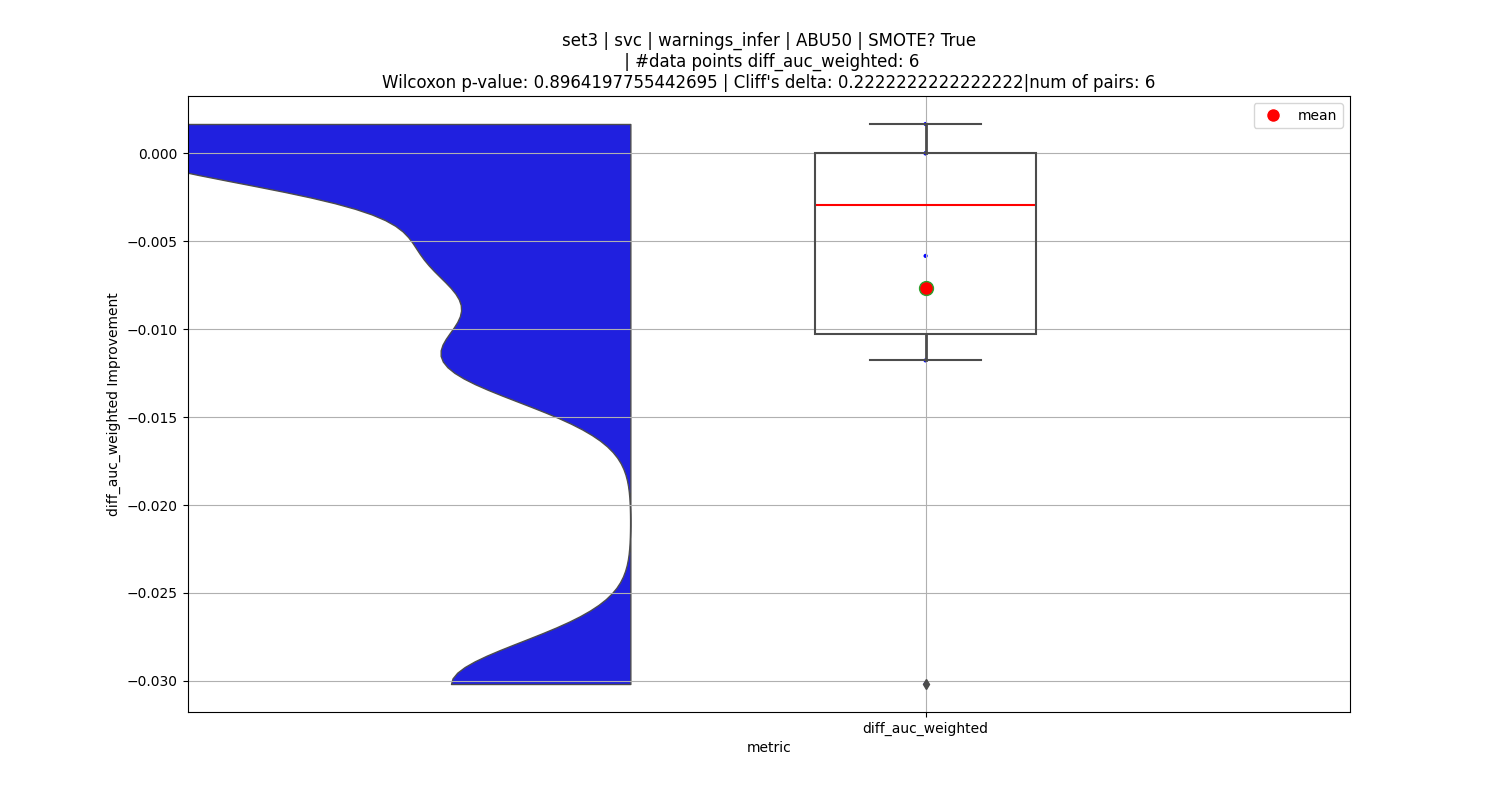 set3 | svc | warnings_infer | ABU50 | SMOTE? True
| #data points diff_auc_weighted: 6
Wilcoxon p-value: 0.8964197755442695 | Cliff's delta: 0.2222222222222222|num of pairs: 6
mean
0.000
−0.005
−0.010
−0.015
−0.020
−0.025
−0.030
diff_auc_weighted Improvement
diff_auc_weighted
metric